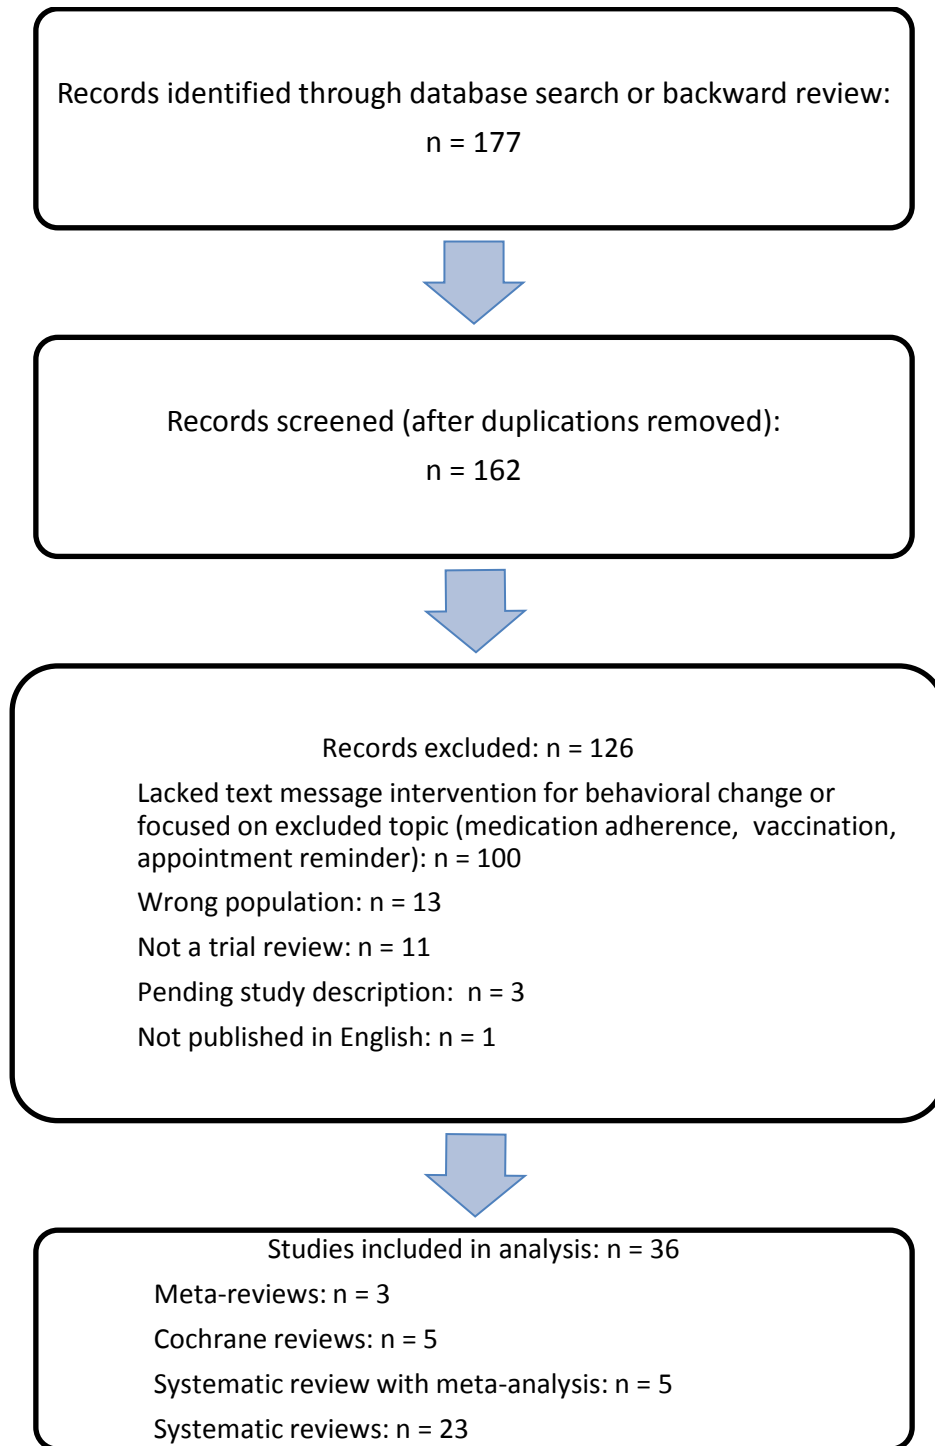 Records identified through database search or backward review:
n = 177
Records screened (after duplications removed):
n = 162
Records excluded: n = 126
Lacked text message intervention for behavioral change or
focused on excluded topic (medication adherence, vaccination,
appointment reminder): n = 100
Wrong population: n = 13
Not a trial review: n = 11
Pending study description: n = 3
Not published in English: n = 1
Studies included in analysis: n = 36
Meta-reviews: n = 3
Cochrane reviews: n = 5
Systematic review with meta-analysis: n = 5
Systematic reviews: n = 23